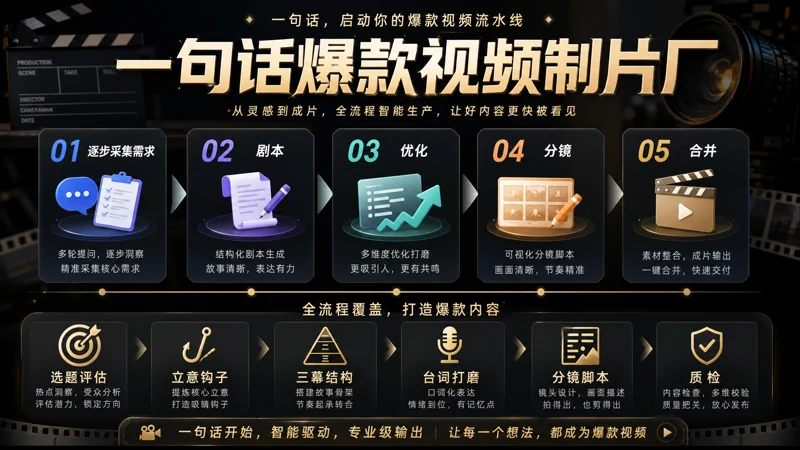 一句话，启动你的爆款视频流水线
一句话爆款视频制片厂
从灵感到成片，全流程智能生产，让好内容更快被看见
PRODUCTION
SCENE TAKE
DIRECTOR
CAMERAMAN
DATE
01 逐步采集需求
多轮提问，逐步洞察
精准采集核心需求
02 剧本
结构化剧本生成
故事清晰，表达有力
03 优化
多维度优化打磨
更吸引人，更有共鸣
04 分镜
可视化分镜脚本
画面清晰，节奏精准
05 合并
素材整合，成片输出
一键合并，快速交付
全流程覆盖，打造爆款内容
选题评估
热点洞察，受众分析
评估潜力，锁定方向
立意钩子
提炼核心立意
打造吸睛钩子
三幕结构
搭建故事骨架
节奏起承转合
台词打磨
口词化表达
情绪到位，有记忆点
分镜脚本
镜头设计，画面描述
拍得出，也剪得出
质检
内容检查，多维校验
质量把关，放心发布
一句话开始，智能驱动，专业级输出 | 让每一个想法，都成为爆款视频